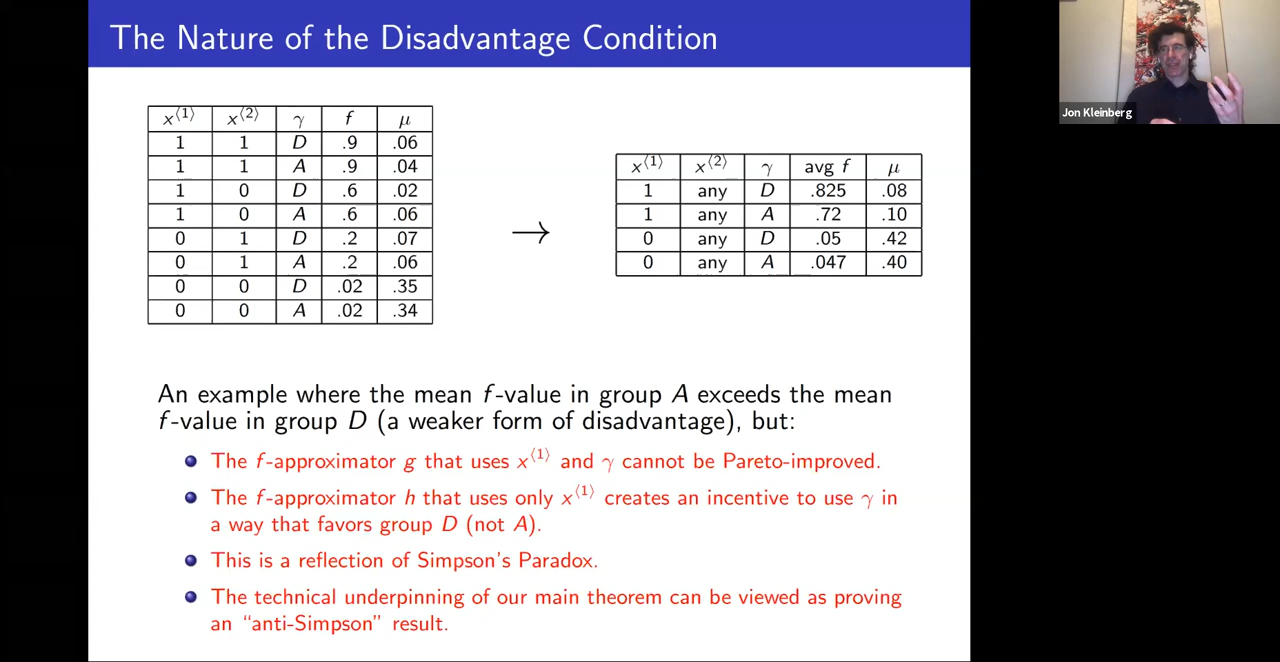 The Nature of the Disadvantage Condition
Jon Kleinberg
x⟨1⟩ x⟨2⟩ γ f μ
1 1 D .9 .06
1 1 A .9 .04
1 0 D .6 .02
1 0 A .6 .06
0 1 D .2 .07
0 1 A .2 .06
0 0 D .02 .35
0 0 A .02 .34
→
x⟨1⟩ x⟨2⟩ γ avg f μ
1 any D .825 .08
1 any A .72 .10
0 any D .05 .42
0 any A .047 .40
An example where the mean f-value in group A exceeds the mean
f-value in group D (a weaker form of disadvantage), but:
The f-approximator g that uses x⟨1⟩ and γ cannot be Pareto-improved.
The f-approximator h that uses only x⟨1⟩ creates an incentive to use γ in
a way that favors group D (not A).
This is a reflection of Simpson's Paradox.
The technical underpinning of our main theorem can be viewed as proving
an “anti-Simpson” result.